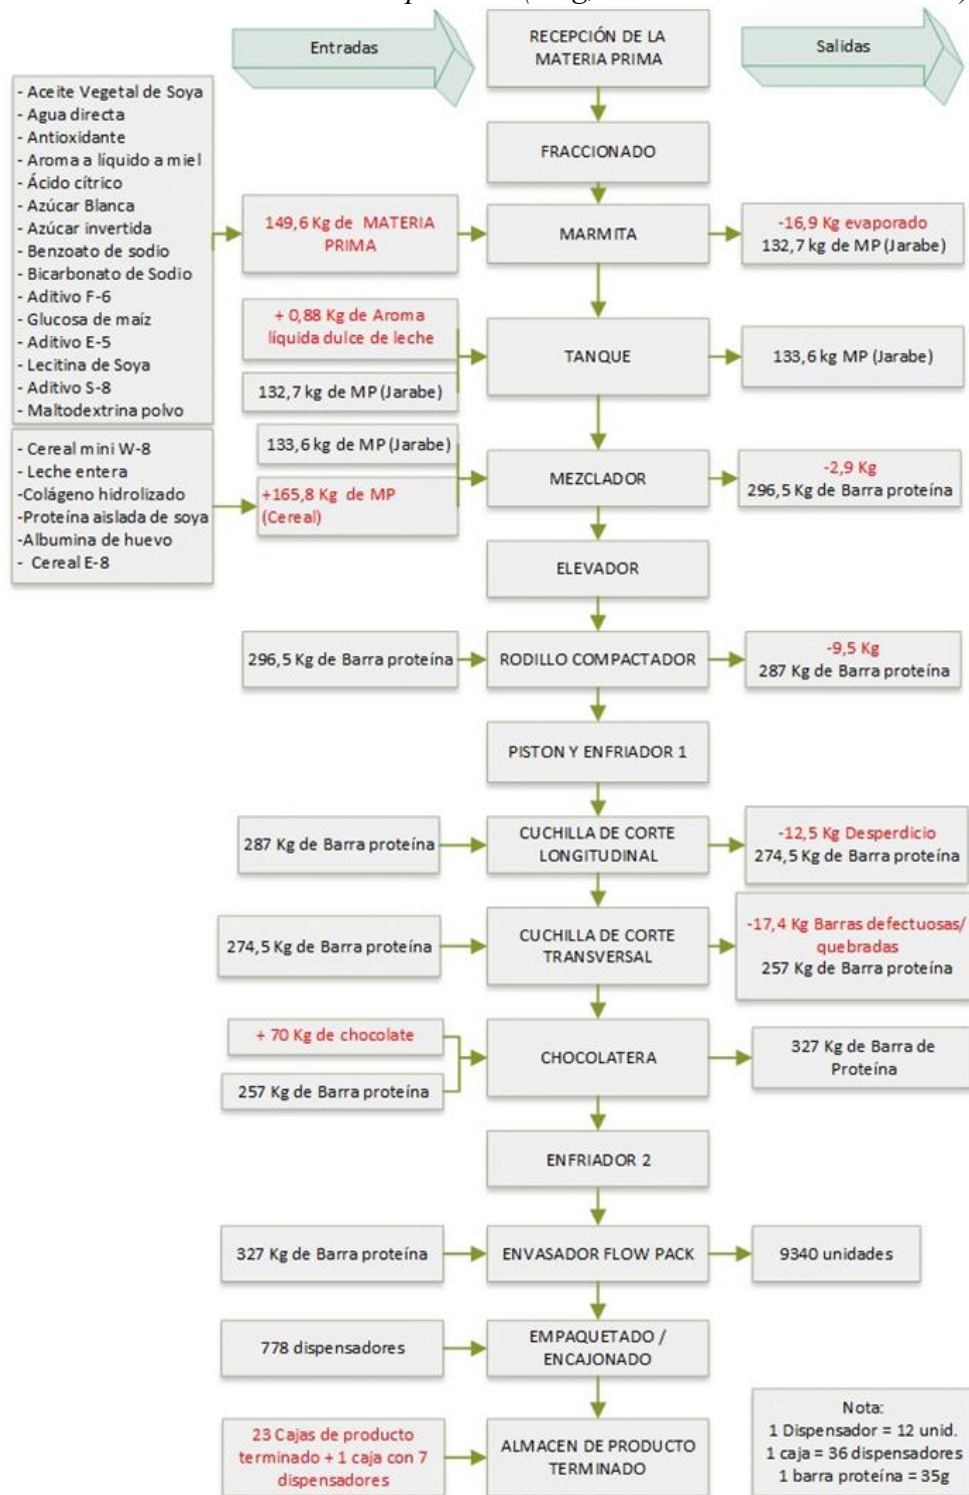 Entradas
RECEPCIÓN DE LA
MATERIA PRIMA
Salidas
- Aceite Vegetal de Soya
- Agua directa
- Antioxidante
- Aroma a líquido a miel
- Ácido cítrico
- Azúcar Blanca
- Azúcar invertida
- Benzoato de sodio
- Bicarbonato de Sodio
- Aditivo F-6
- Glucosa de maíz
- Aditivo E-5
- Lecitina de Soya
- Aditivo S-8
- Maltodextrina polvo
FRACCIONADO
149,6 Kg de MATERIA
PRIMA
MARMITA
-16,9 Kg evaporado
132,7 kg de MP (Jarabe)
+ 0,88 Kg de Aroma
líquida dulce de leche
132,7 kg de MP (Jarabe)
TANQUE
133,6 kg MP (Jarabe)
- Cereal mini W-8
- Leche entera
-Colágeno hidrolizado
-Proteína aislada de soya
-Albumina de huevo
- Cereal E-8
133,6 kg de MP (Jarabe)
+165,8 Kg de MP
(Cereal)
MEZCLADOR
-2,9 Kg
296,5 Kg de Barra proteína
ELEVADOR
296,5 Kg de Barra proteína
RODILLO COMPACTADOR
-9,5 Kg
287 Kg de Barra proteína
PISTON Y ENFRIADOR 1
287 Kg de Barra proteína
CUCHILLA DE CORTE
LONGITUDINAL
-12,5 Kg Desperdicio
274,5 Kg de Barra proteína
274,5 Kg de Barra proteína
CUCHILLA DE CORTE
TRANSVERSAL
-17,4 Kg Barras defectuosas/
quebradas
257 Kg de Barra proteína
+ 70 Kg de chocolate
257 Kg de Barra proteína
CHOCOLATERA
327 Kg de Barra de
Proteína
ENFRIADOR 2
327 Kg de Barra proteína
ENVASADOR FLOW PACK
9340 unidades
778 dispensadores
EMPAQUETADO /
ENCAJONADO
23 Cajas de producto
terminado + 1 caja con 7
dispensadores
ALMACEN DE PRODUCTO
TERMINADO
Nota:
1 Dispensador = 12 unid.
1 caja = 36 dispensadores
1 barra proteína = 35g